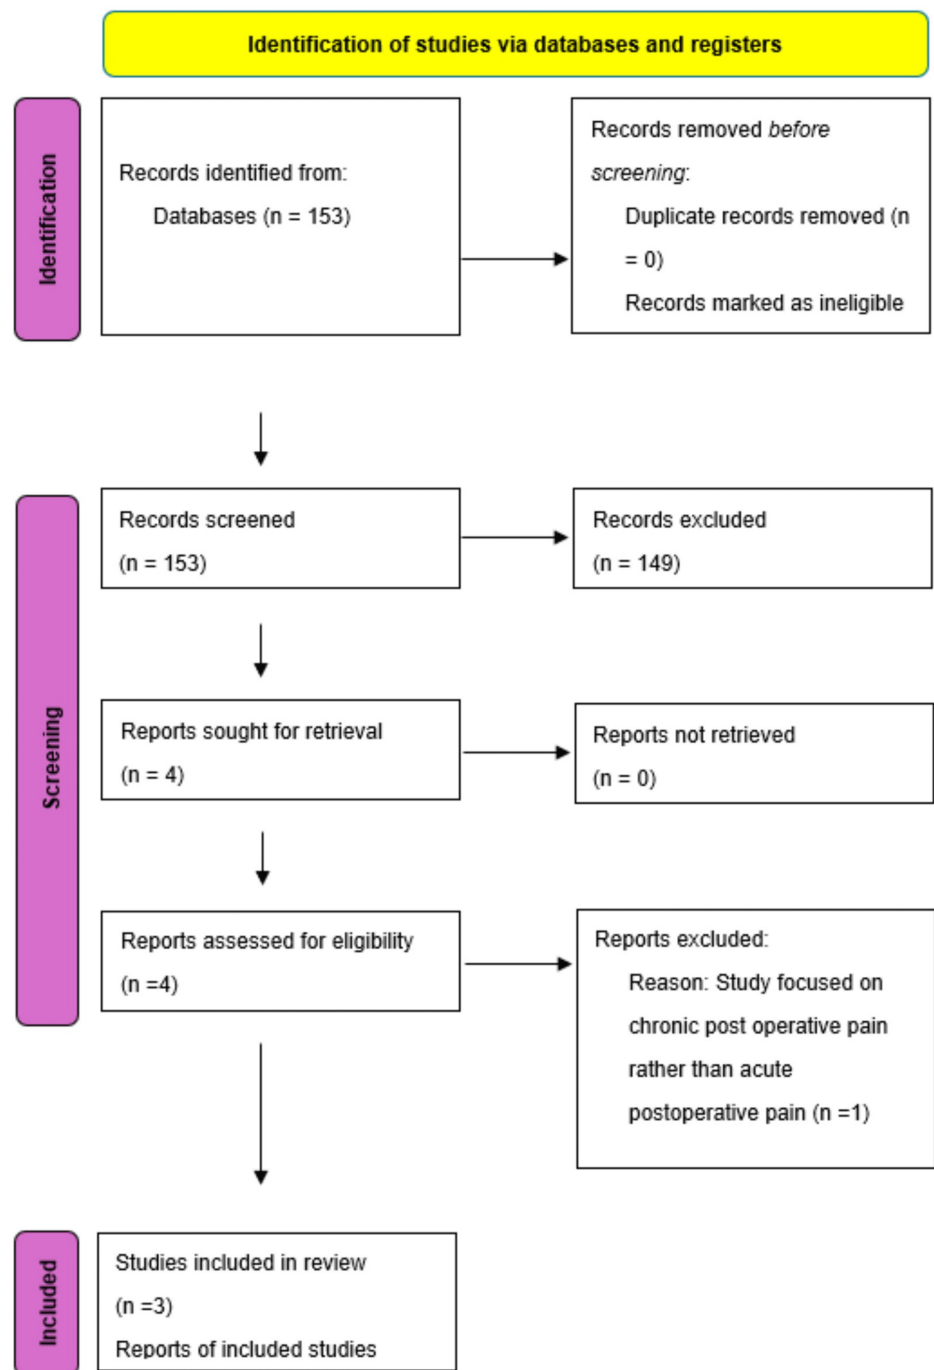 Identification of studies via databases and registers
Identification
Records identified from:
Databases (n = 153)
Records removed before
screening:
Duplicate records removed (n
= 0)
Records marked as ineligible
Screening
Records screened
(n = 153)
Records excluded
(n = 149)
Reports sought for retrieval
(n = 4)
Reports not retrieved
(n = 0)
Reports assessed for eligibility
(n =4)
Reports excluded:
Reason: Study focused on
chronic post operative pain
rather than acute
postoperative pain (n =1)
Included
Studies included in review
(n =3)
Reports of included studies